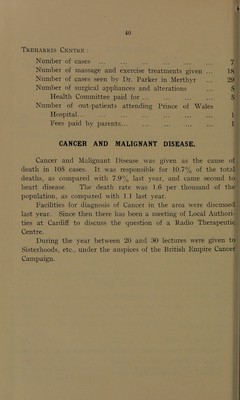 40
Treharris Centre:
Number of cases ... ... ... ... ... ... 7
Number of massage and exercise treatments given ... 18
Number of cases seen by Dr. Parker in Merthyr ... 29
Number of surgical appliances and alterations ... 5
Health Committee paid for ... ... ... ... 5
Number of out-patients attending Prince of Wales
Hospital... ... ... ... ... ... ... 1
Fees paid by parents... ... ... ... ... 1
CANCER AND MALIGNANT DISEASE.
Cancer and Malignant Disease was given as the cause of
death in 108 cases. It was responsible for 10.7% of the total
deaths, as compared with 7.9% last year, and came second to
heart disease. The death rate was 1.6 per thousand of the
population, as compared with 1.1 last year.
Facilities for diagnosis of Cancer in the area were discussed
last year. Since then there has been a meeting of Local Authori-
ties at Cardiff to discuss the question of a Radio Therapeutic
Centre.
During the year between 20 and 30 lectures were given to
Sisterhoods, etc., under the auspices of the British Empire Cancer
Campaign.